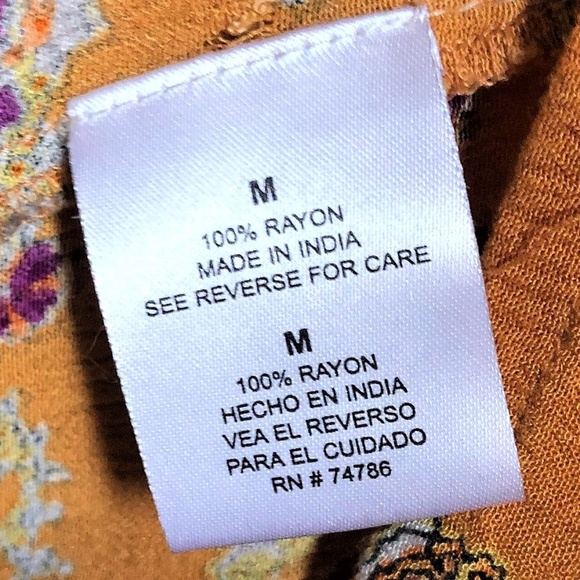 M
100% RAYON
MADE IN INDIA
SEE REVERSE FOR CARE
M
100% RAYON
HECHO EN INDIA
VEA EL REVERSO
PARA EL CUIDADO
RN # 74786